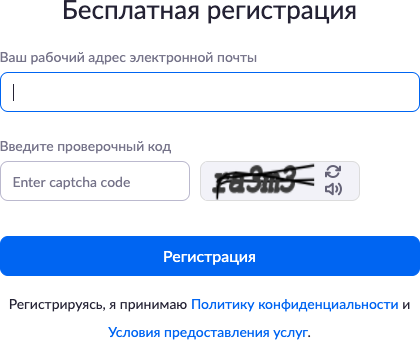 Бесплатная регистрация
Ваш рабочий адрес электронной почты
Введите проверочный код
Enter captcha code
Регистрация
Регистрируясь, я принимаю Политику конфиденциальности и
Условия предоставления услуг.